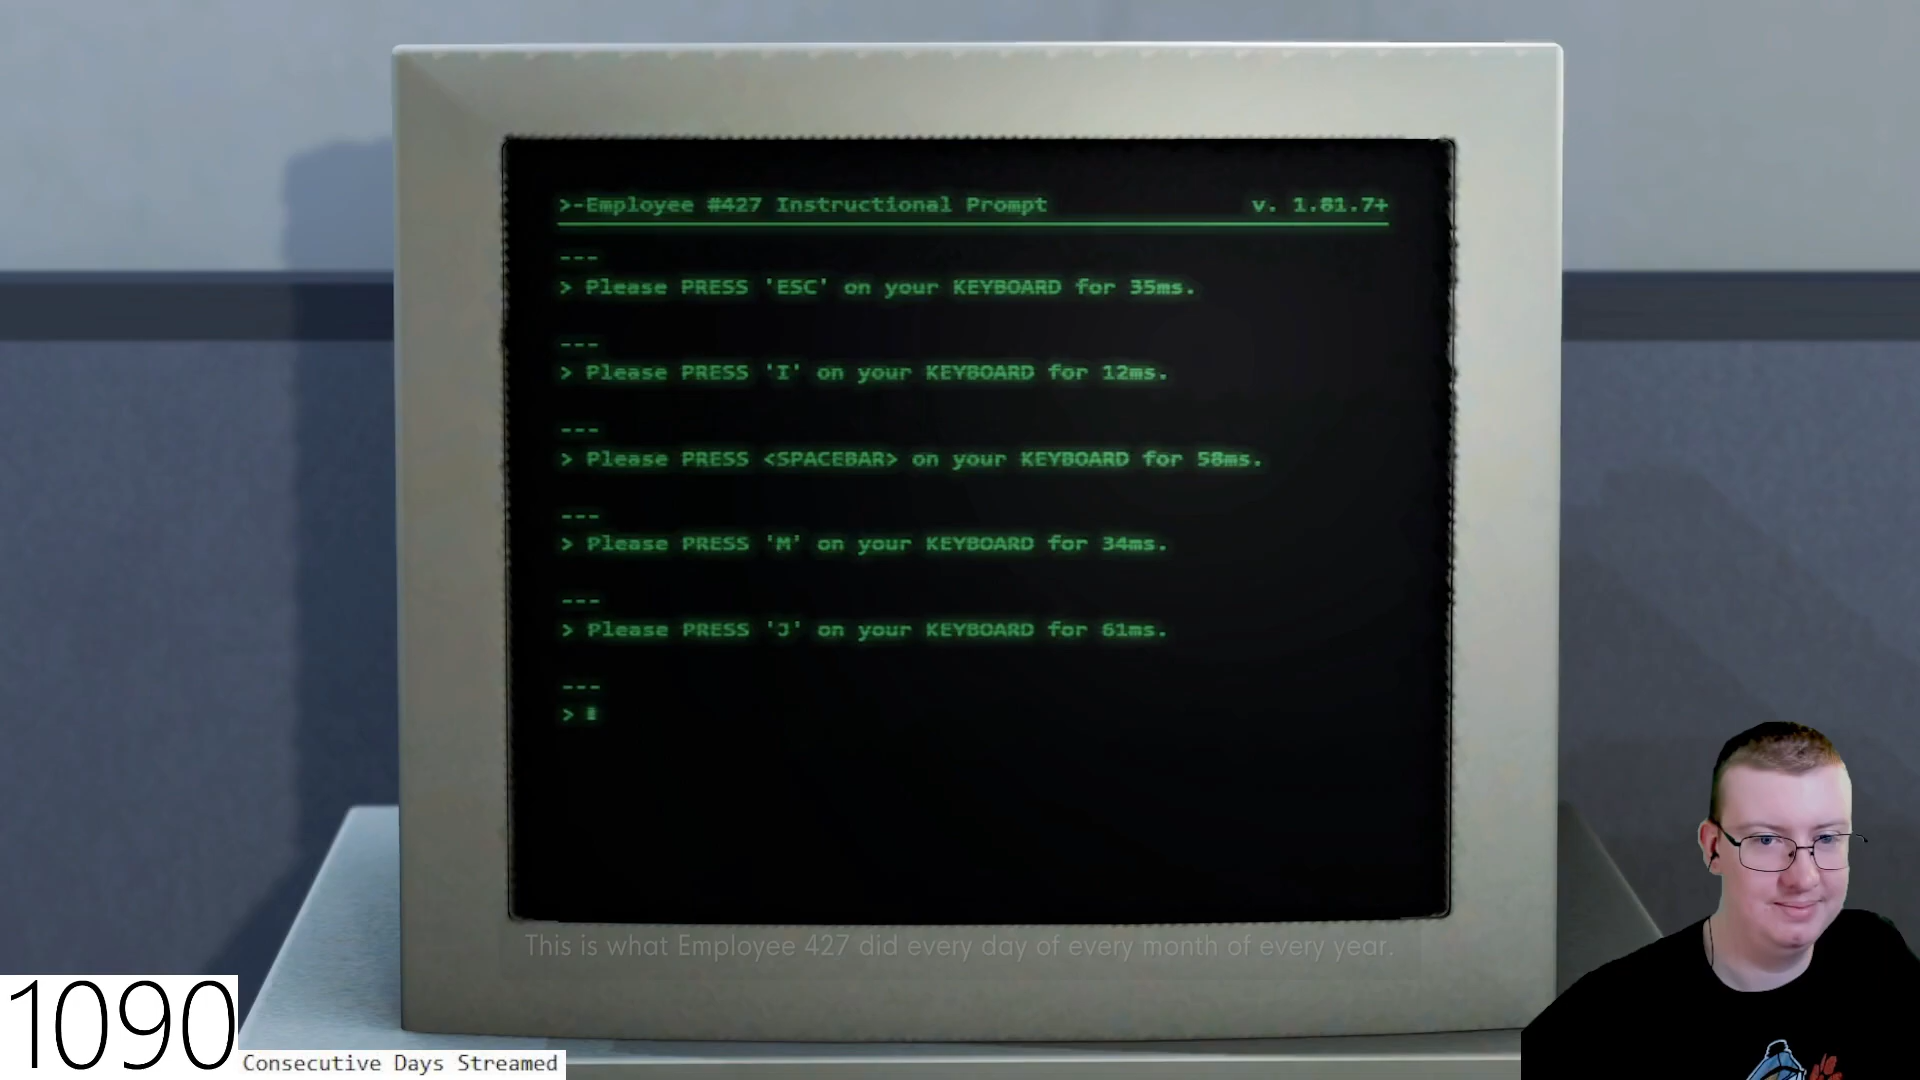 >-Employee #427 Instructional Prompt v. 1.81.7+
---
> Please PRESS 'ESC' on your KEYBOARD for 35ms.
---
> Please PRESS 'I' on your KEYBOARD for 12ms.
---
> Please PRESS <SPACEBAR> on your KEYBOARD for 58ms.
---
> Please PRESS 'M' on your KEYBOARD for 34ms.
---
> Please PRESS 'J' on your KEYBOARD for 61ms.
---
>
This is what Employee 427 did every day of every month of every year.
1090
Consecutive Days Streamed